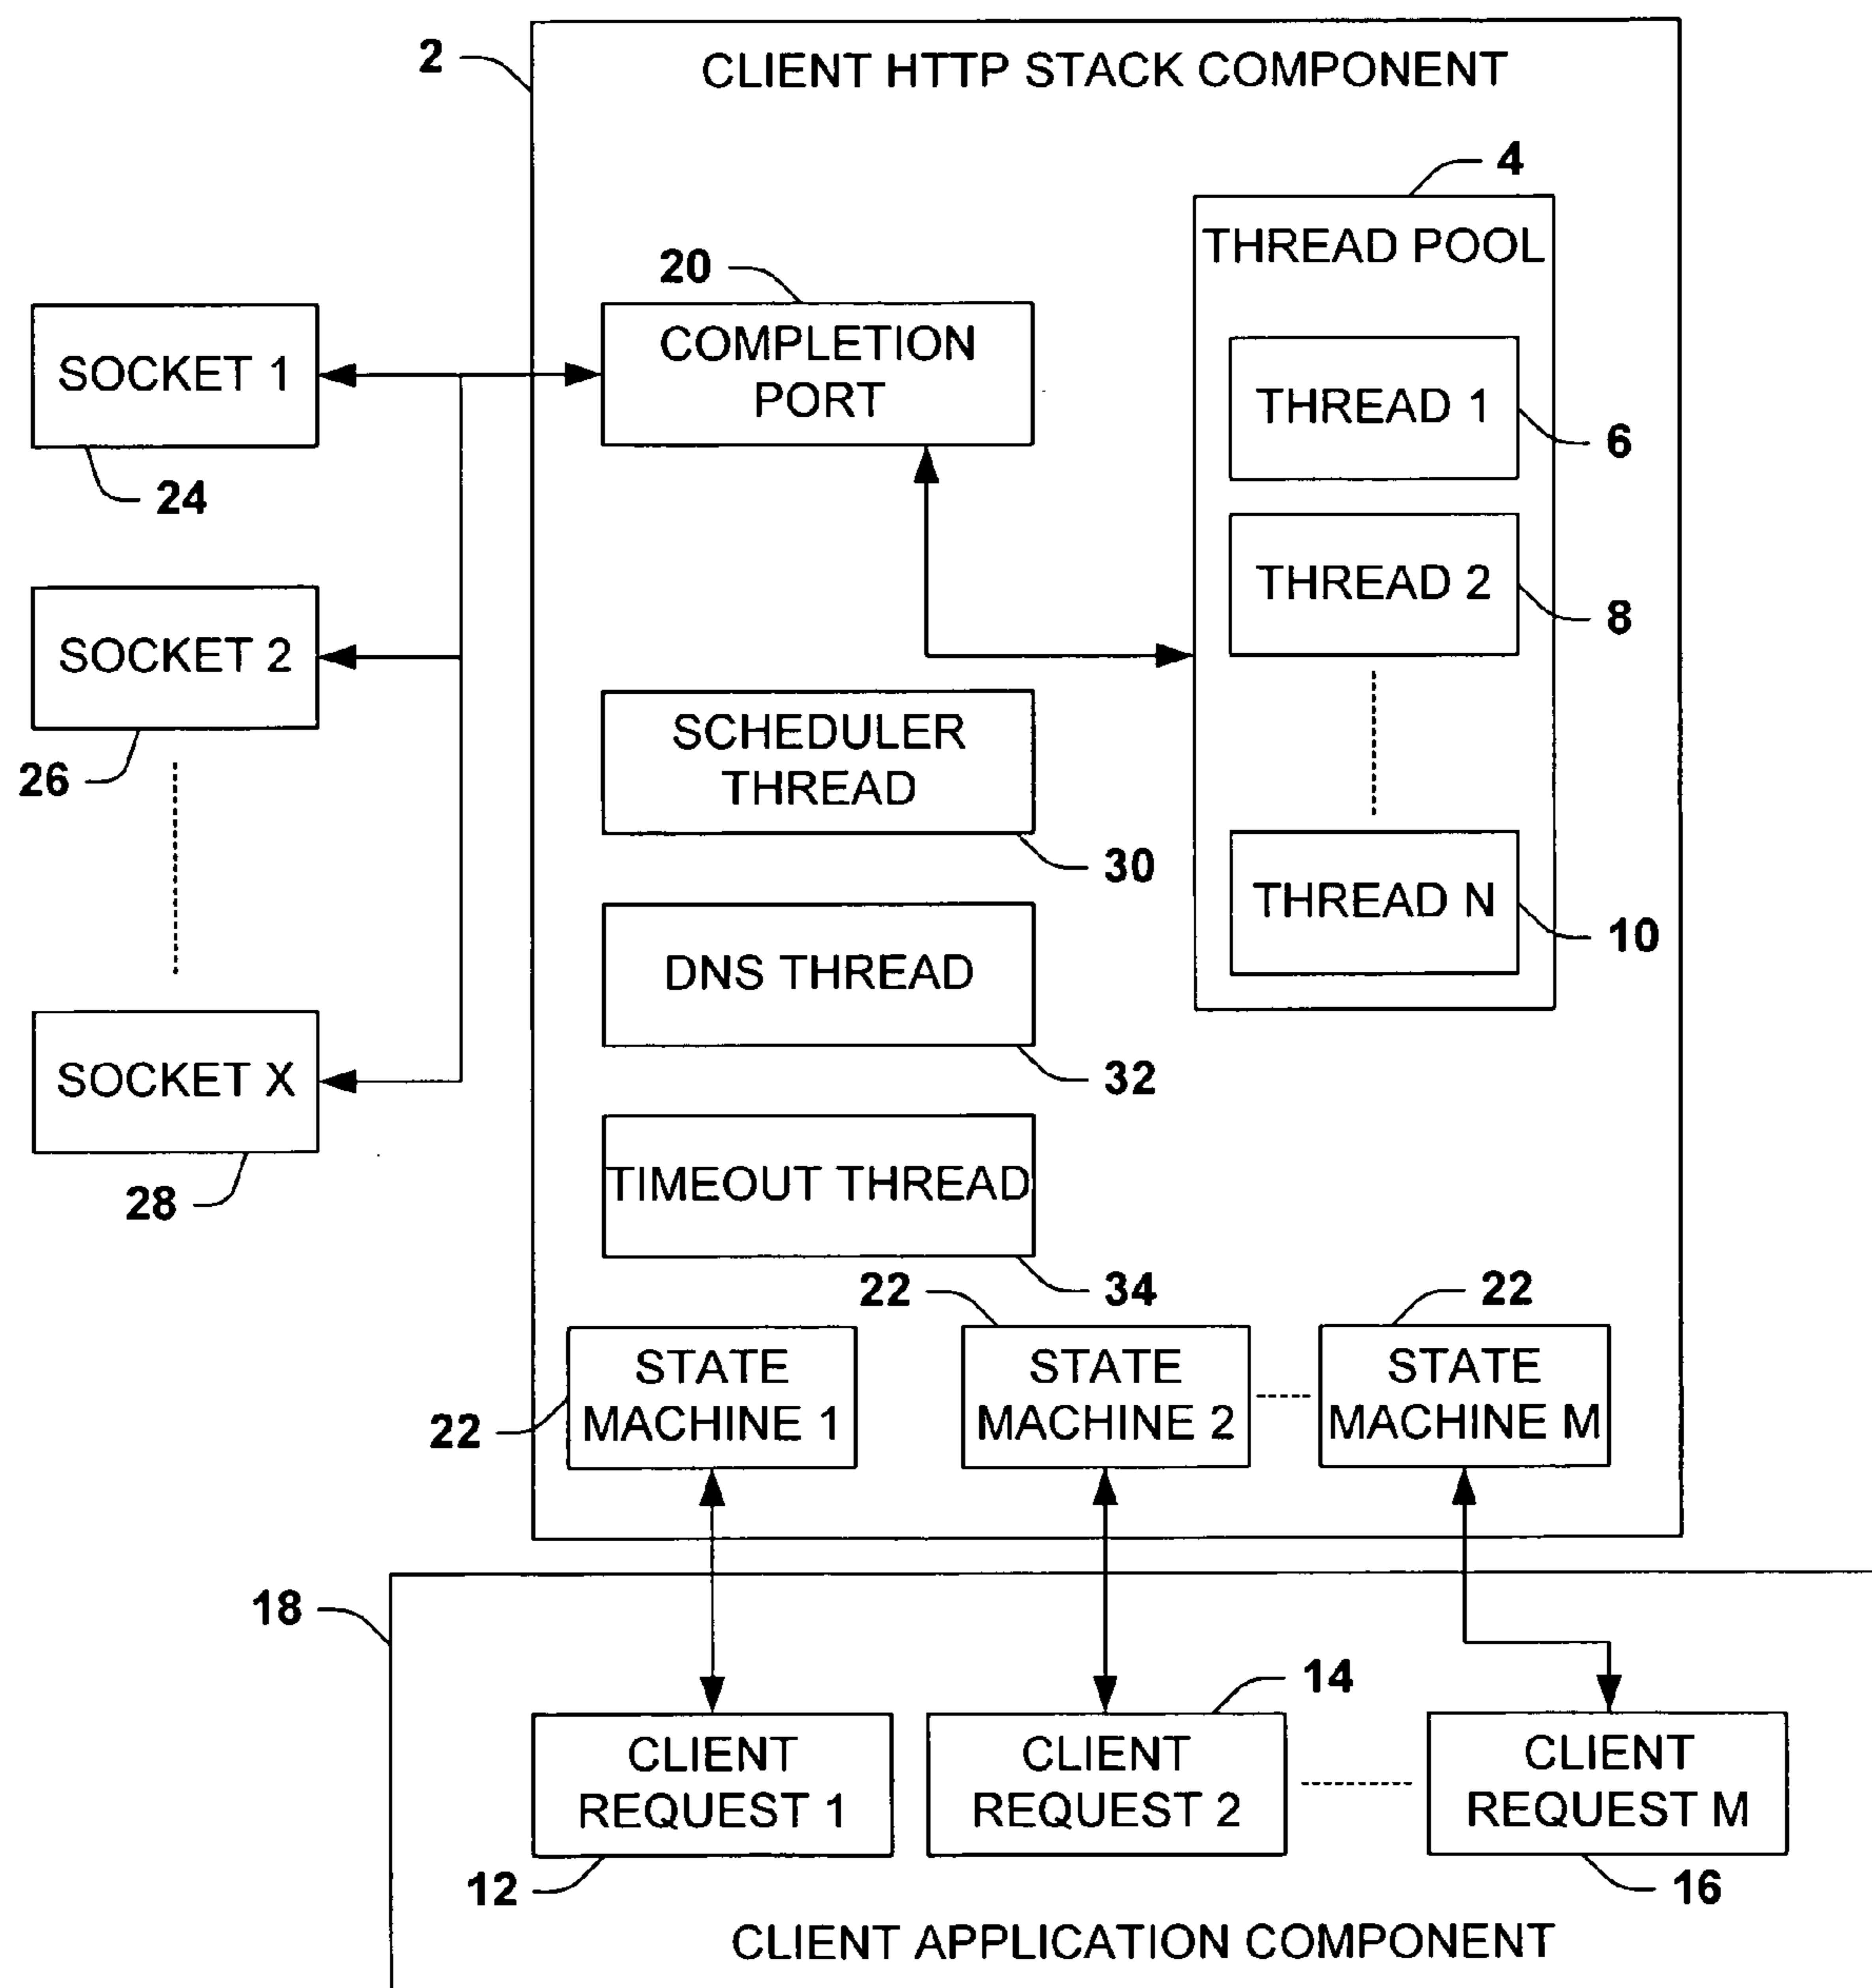 2
CLIENT HTTP STACK COMPONENT
4
THREAD POOL
20
COMPLETION
PORT
SOCKET 1
24
THREAD 1
6
THREAD 2
8
SOCKET 2
26
SCHEDULER
THREAD
30
THREAD N
10
DNS THREAD
32
SOCKET X
28
TIMEOUT THREAD
34
22
22
STATE
MACHINE 1
22
STATE
MACHINE 2
STATE
MACHINE M
18
14
CLIENT
REQUEST 1
12
CLIENT
REQUEST 2
CLIENT
REQUEST M
16
CLIENT APPLICATION COMPONENT